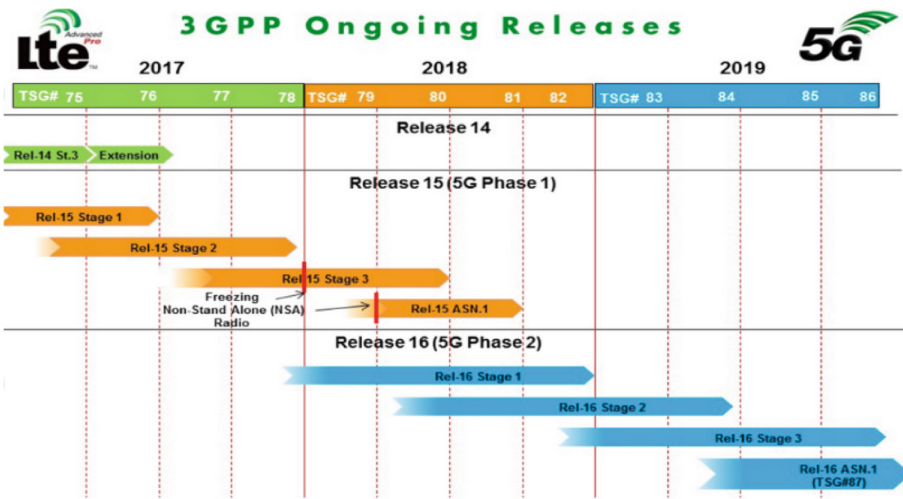 3GPP Ongoing Releases
LTE Advanced Pro
TM
5G
2017 2018 2019
TSG# 75 76 77 78 TSG# 79 80 81 82 TSG# 83 84 85 86
Release 14
Rel-14 St.3 Extension
Release 15 (5G Phase 1)
Rel-15 Stage 1
Rel-15 Stage 2
Rel-15 Stage 3
Freezing
Non-Stand Alone (NSA)
Radio
Rel-15 ASN.1
Release 16 (5G Phase 2)
Rel-16 Stage 1
Rel-16 Stage 2
Rel-16 Stage 3
Rel-16 ASN.1
(TSG#87)